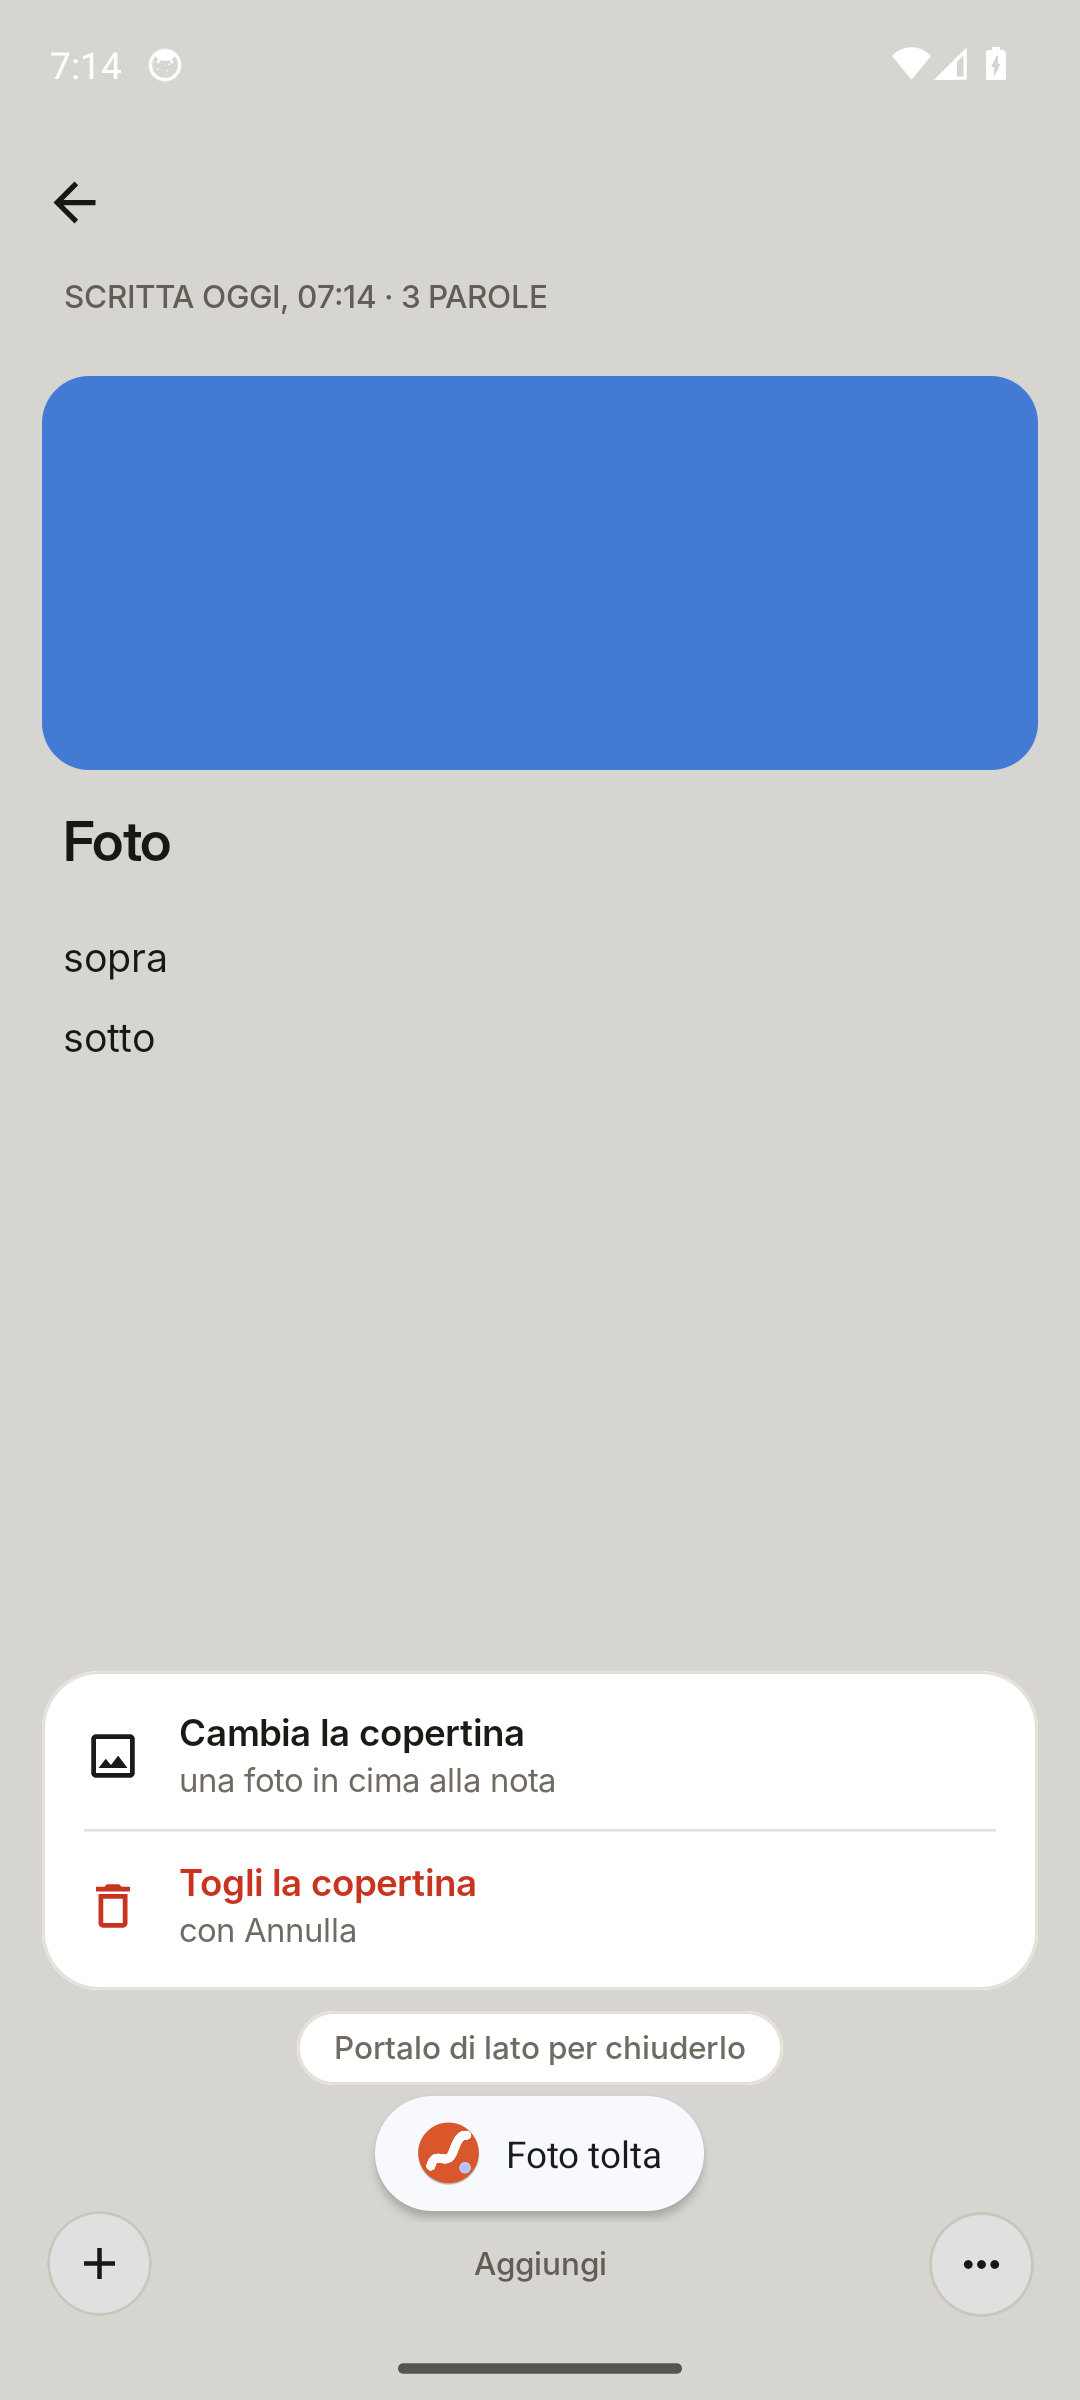 7:14
SCRITTA OGGI, 07:14 · 3 PAROLE
Foto
sopra
sotto
Cambia la copertina
una foto in cima alla nota
Togli la copertina
con Annulla
Portalo di lato per chiuderlo
Foto tolta
Aggiungi